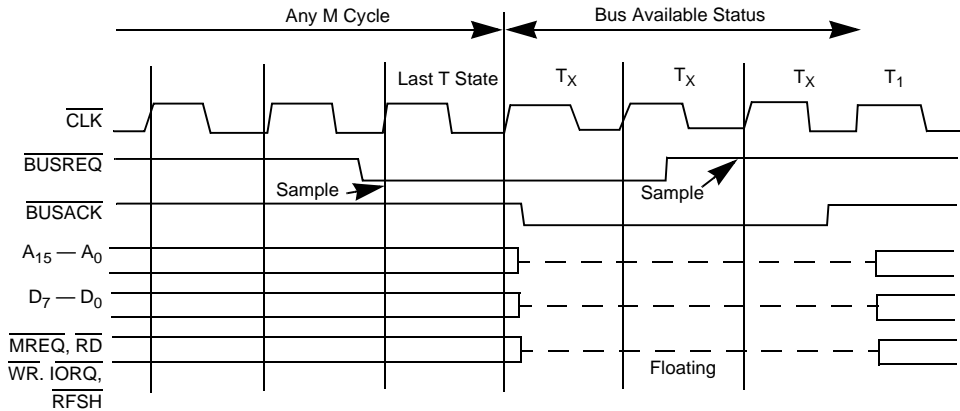 Any M Cycle
Bus Available Status
Last T State
TX
TX
TX
T1
CLK
BUSREQ
Sample
Sample
BUSACK
A15 — A0
D7 — D0
MREQ, RD
WR. IORQ,
RFSH
Floating